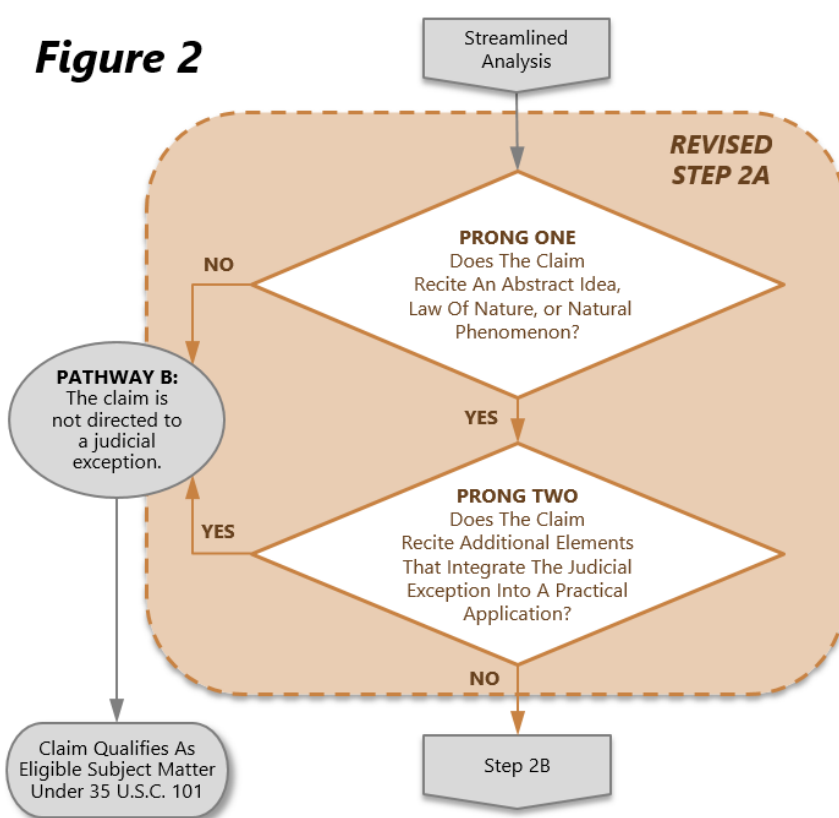 Figure 2
Streamlined
Analysis
REVISED
STEP 2A
PRONG ONE
Does The Claim
Recite An Abstract Idea,
Law Of Nature, or Natural
Phenomenon?
NO
PATHWAY B:
The claim is
not directed to
a judicial
exception.
YES
PRONG TWO
Does The Claim
Recite Additional Elements
That Integrate The Judicial
Exception Into A Practical
Application?
YES
NO
Claim Qualifies As
Eligible Subject Matter
Under 35 U.S.C. 101
Step 2B